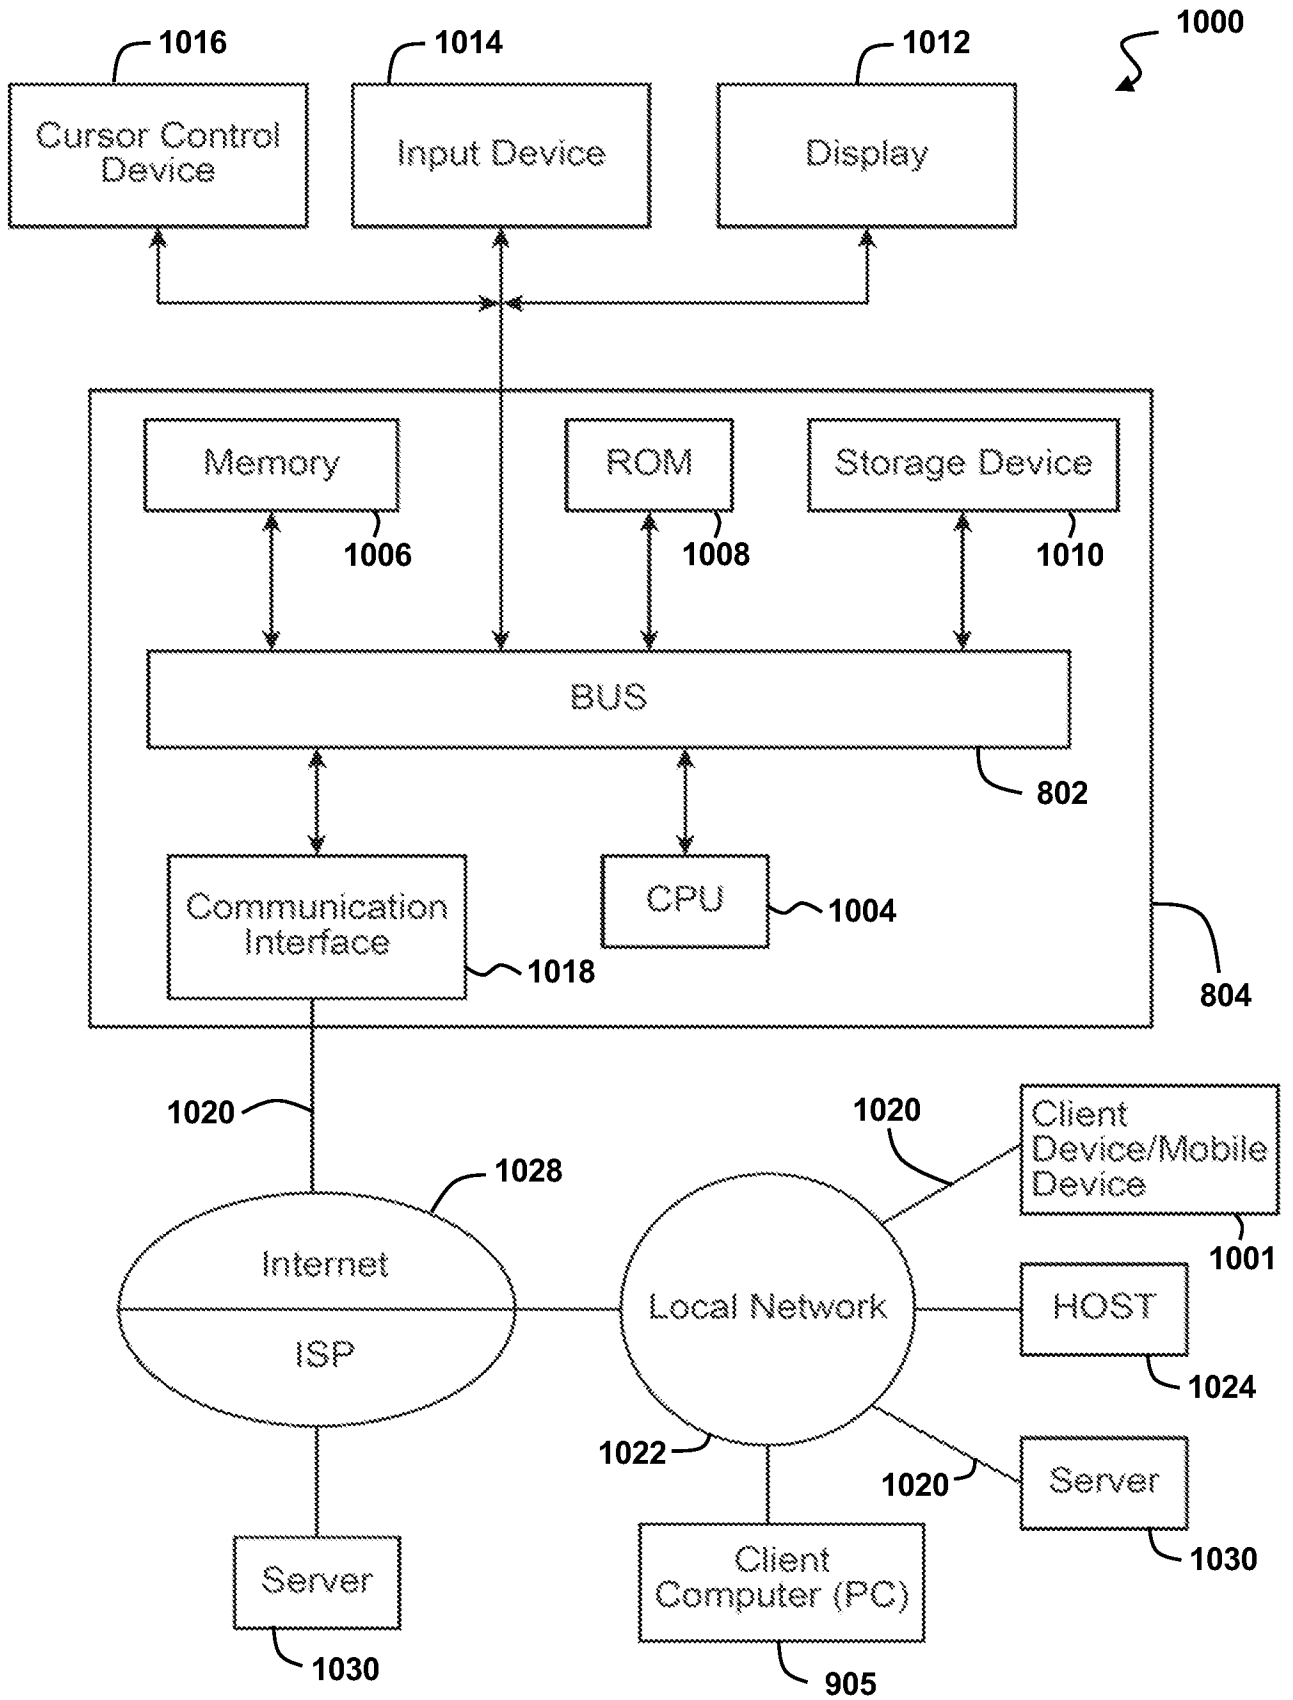 1016
1014
1012
1000
Cursor Control
Device
Input Device
Display
Memory
ROM
Storage Device
1006
1008
1010
BUS
802
Communication
Interface
CPU
1004
1018
804
1020
1020
Client
Device/Mobile
Device
1028
1001
Internet
ISP
Local Network
HOST
1024
1022
1020
Server
1030
Server
1030
Client
Computer (PC)
905